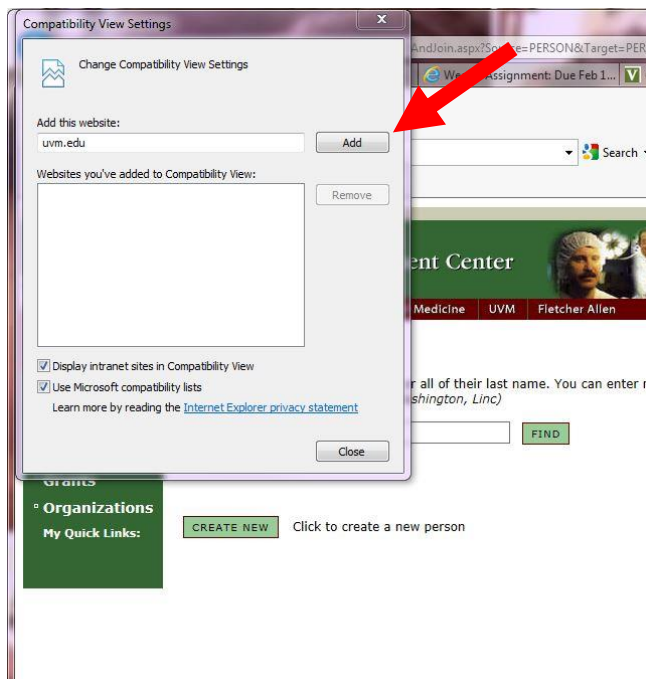 Compatibility View Settings
x
Change Compatibility View Settings
Add this website:
uvm.edu
Add
Websites you've added to Compatibility View:
Remove
Display intranet sites in Compatibility View
Use Microsoft compatibility lists
Learn more by reading the Internet Explorer privacy statement
Close
=PERSON&Target=PER
Assignment: Due Feb 1...
Search
ent Center
Medicine UVM Fletcher Allen
r all of their last name. You can enter
shington, Linc)
FIND
Grants
Organizations
My Quick Links:
CREATE NEW Click to create a new person